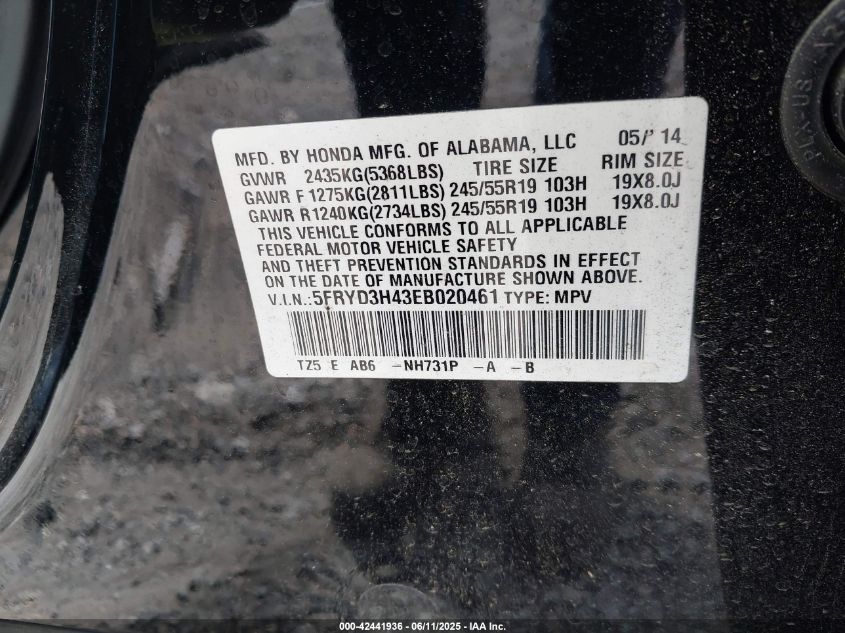 MFD. BY HONDA MFG. OF ALABAMA, LLC 05/' 14
GVWR 2435KG(5368LBS) TIRE SIZE RIM SIZE
GAWR F1275KG(2811LBS) 245/55R19 103H 19X8.0J
GAWR R1240KG(2734LBS) 245/55R19 103H 19X8.0J
THIS VEHICLE CONFORMS TO ALL APPLICABLE
FEDERAL MOTOR VEHICLE SAFETY
AND THEFT PREVENTION STANDARDS IN EFFECT
ON THE DATE OF MANUFACTURE SHOWN ABOVE.
V.I.N.:5FRYD3H43EB020461 TYPE: MPV
TZ5 E AB6 -NH731P -A -B
000-42441936 - 06/11/2025 - IAA Inc.